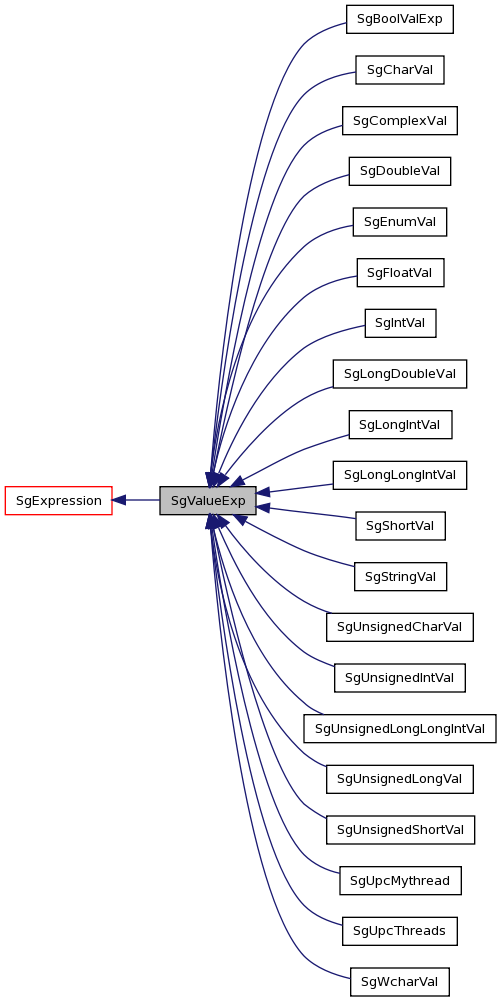 SgBoolValExp
SgCharVal
SgComplexVal
SgDoubleVal
SgEnumVal
SgFloatVal
SgIntVal
SgLongDoubleVal
SgLongIntVal
SgLongLongIntVal
SgExpression
SgValueExp
SgShortVal
SgStringVal
SgUnsignedCharVal
SgUnsignedIntVal
SgUnsignedLongLongIntVal
SgUnsignedLongVal
SgUnsignedShortVal
SgUpcMythread
SgUpcThreads
SgWcharVal